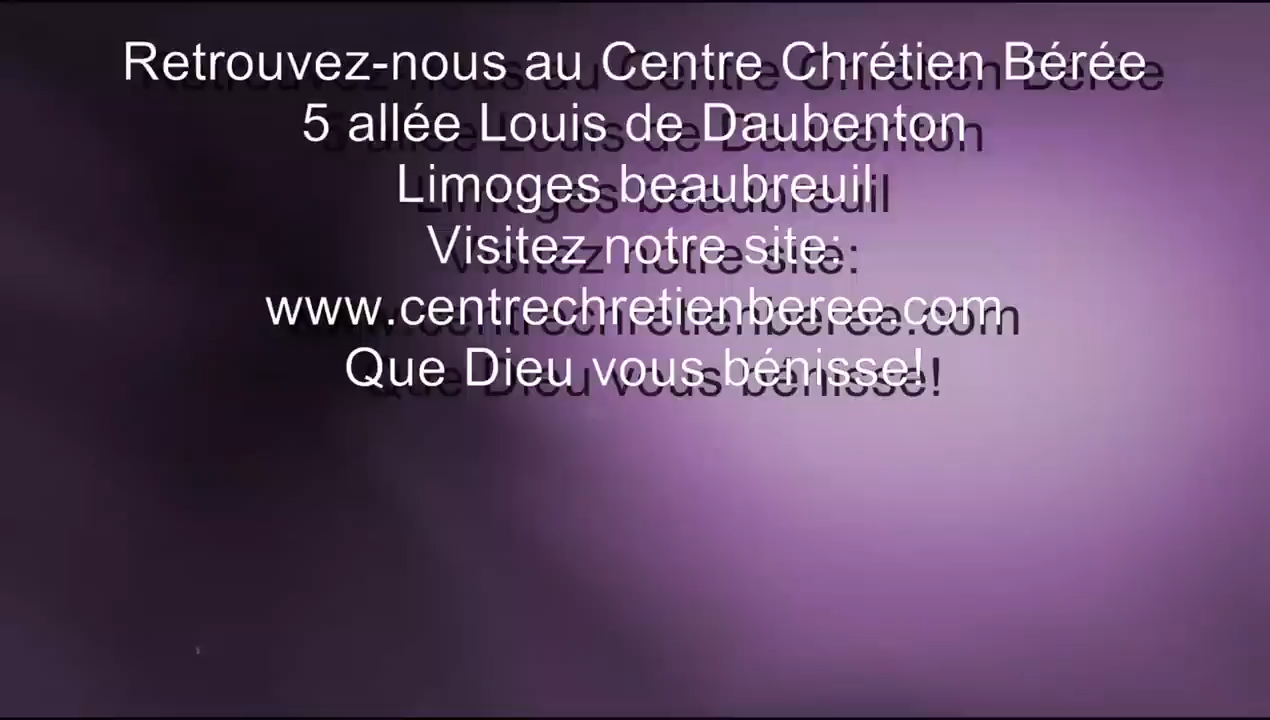 Retrouvez-nous au Centre Chrétien Bérée
5 allée Louis de Daubenton
Limoges beaubreuil
Visitez notre site:
www.centrechretienberee.com
Que Dieu vous bénisse!